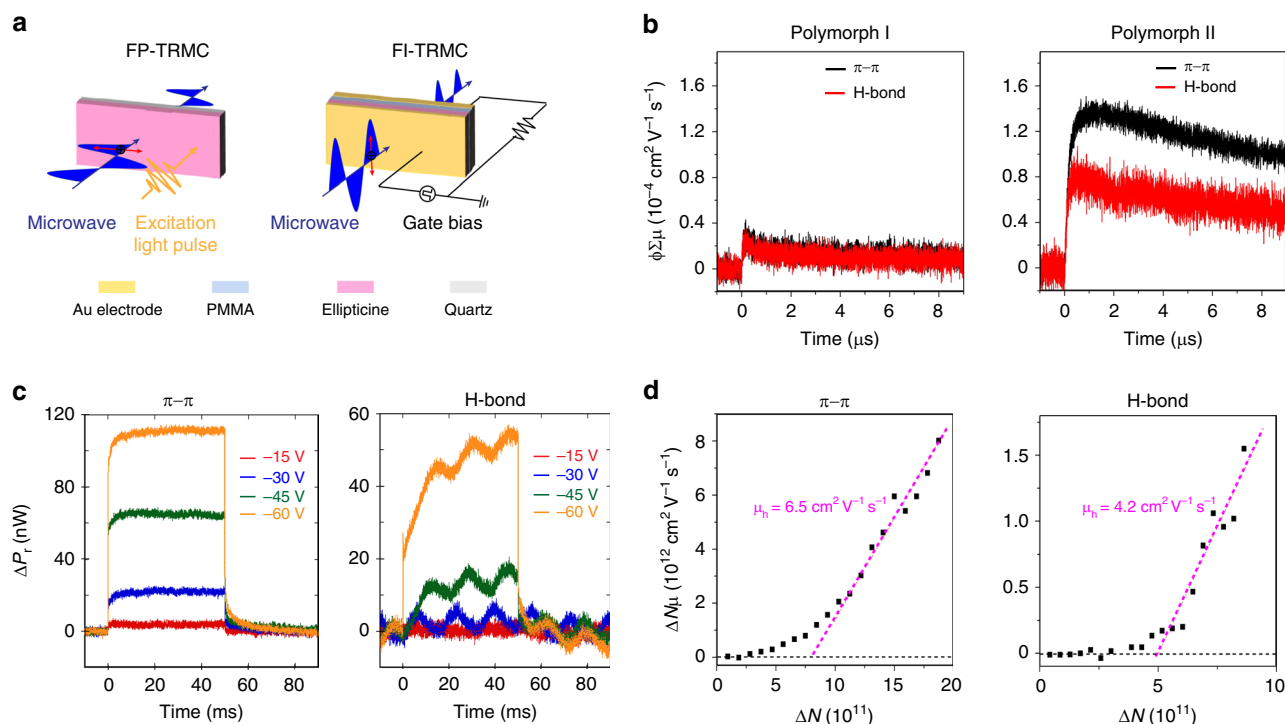 a
FP-TRMC
FI-TRMC
Microwave
Excitation
light pulse
Microwave
Gate bias
Au electrode
PMMA
Ellipticine
Quartz
b
Polymorph I
Polymorph II
π–π
H-bond
π–π
H-bond
ϕΣμ (10⁻⁴ cm² V⁻¹ s⁻¹)
1.6
1.2
0.8
0.4
0
1.6
1.2
0.8
0.4
0
0 2 4 6 8
0 2 4 6 8
Time (μs)
Time (μs)
c
π–π
H-bond
ΔPr (nW)
120
80
40
0
60
40
20
0
–15 V
–30 V
–45 V
–60 V
–15 V
–30 V
–45 V
–60 V
0 20 40 60 80
0 20 40 60 80
Time (ms)
Time (ms)
d
π–π
H-bond
ΔNμ (10¹² cm² V⁻¹ s⁻¹)
8
6
4
2
0
1.5
1.0
0.5
0
μh = 6.5 cm² V⁻¹ s⁻¹
μh = 4.2 cm² V⁻¹ s⁻¹
0 5 10 15 20
0 5 10
ΔN (10¹¹)
ΔN (10¹¹)